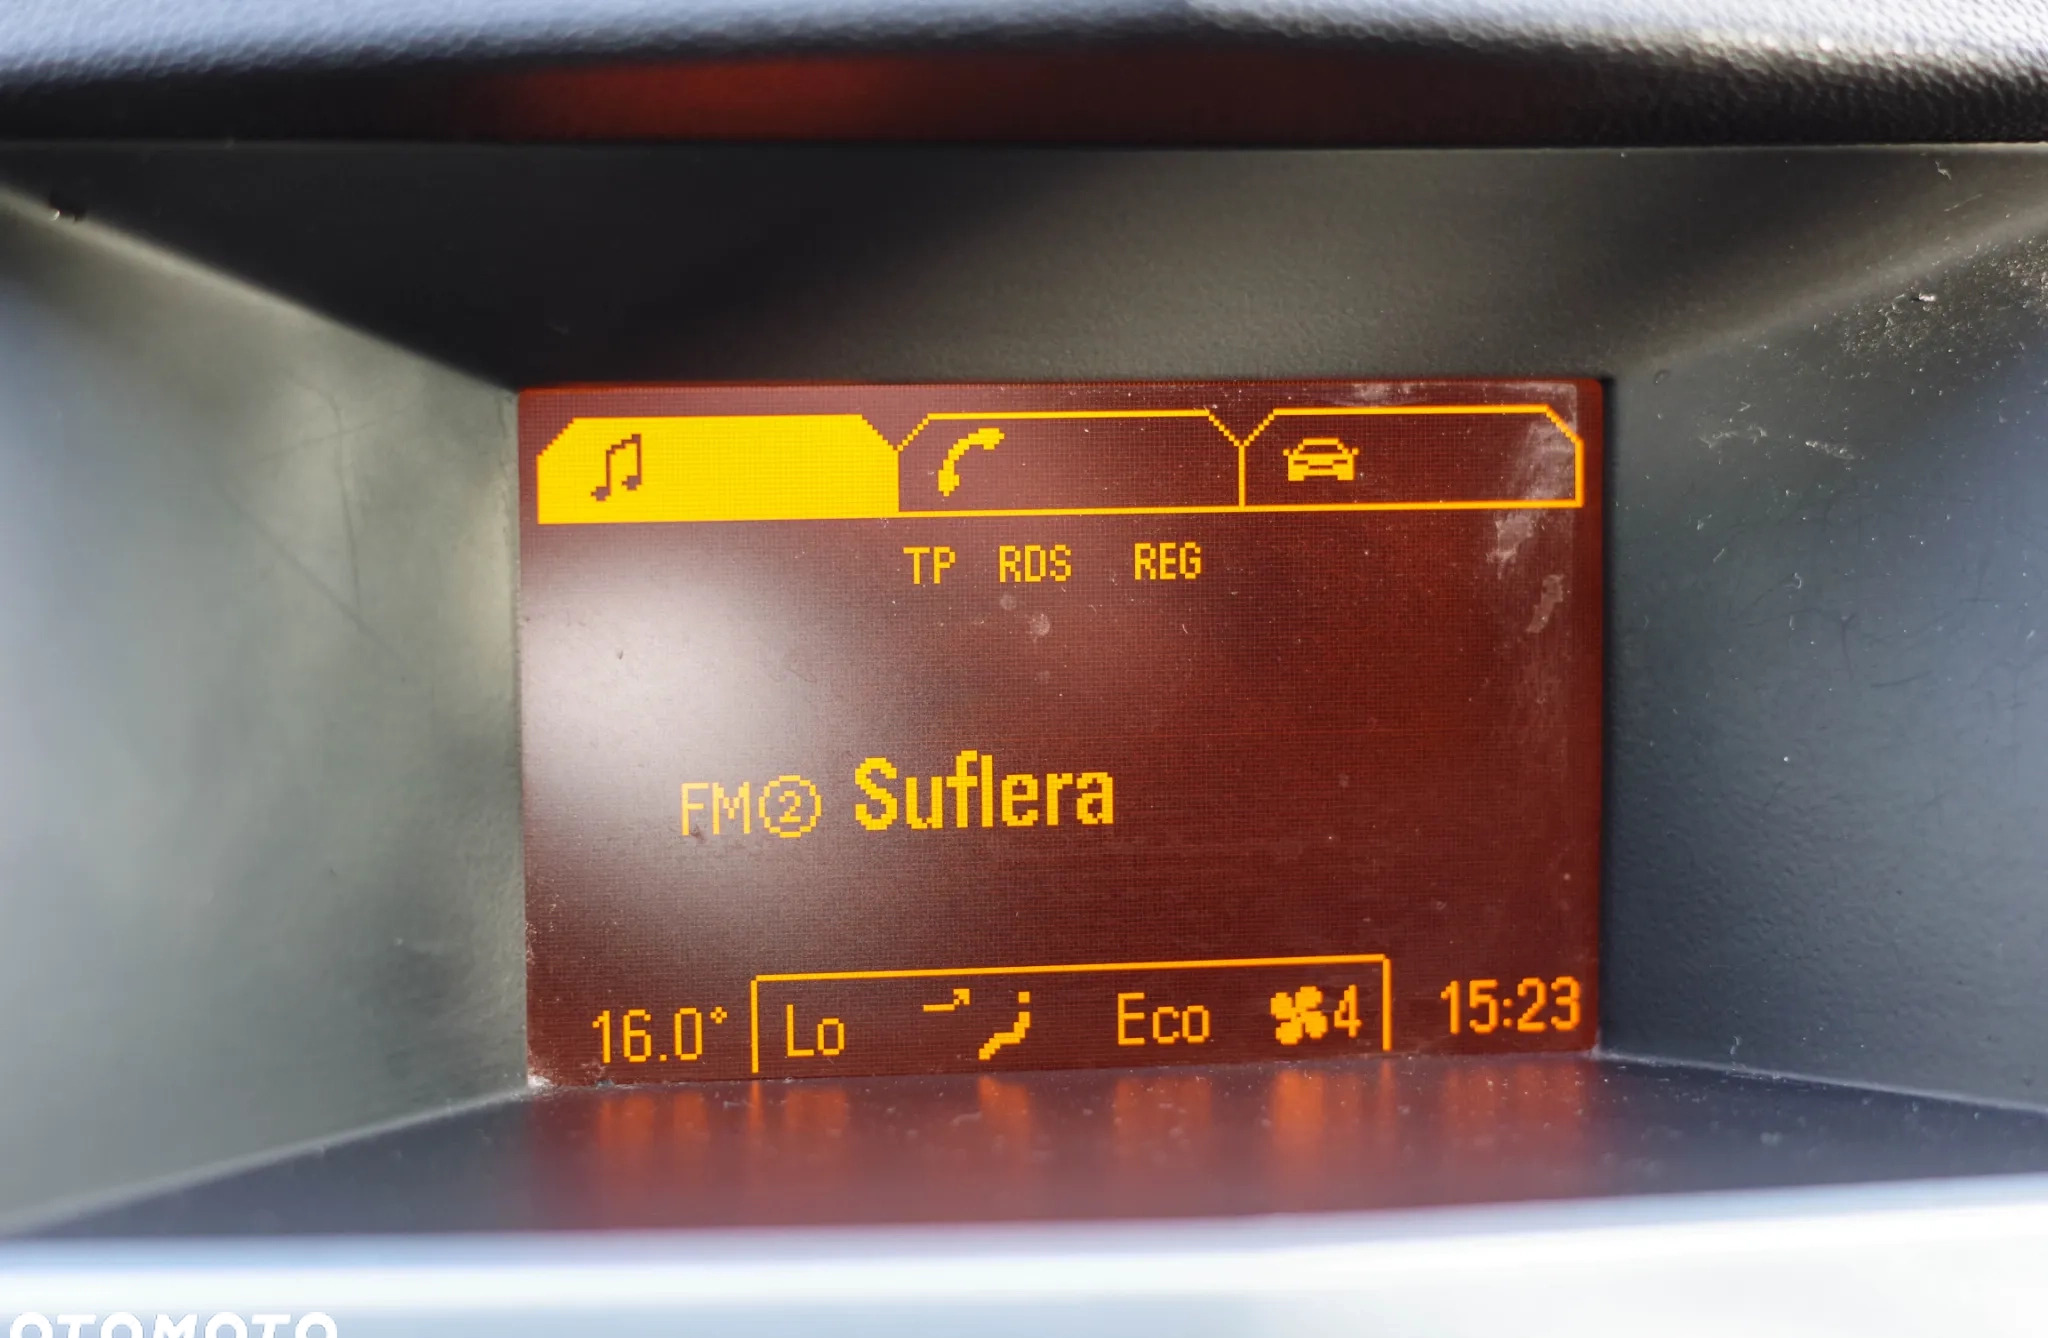 TP RDS REG
FM② Suflera
16.0° Lo Eco 4 15:23
OTOMOTO